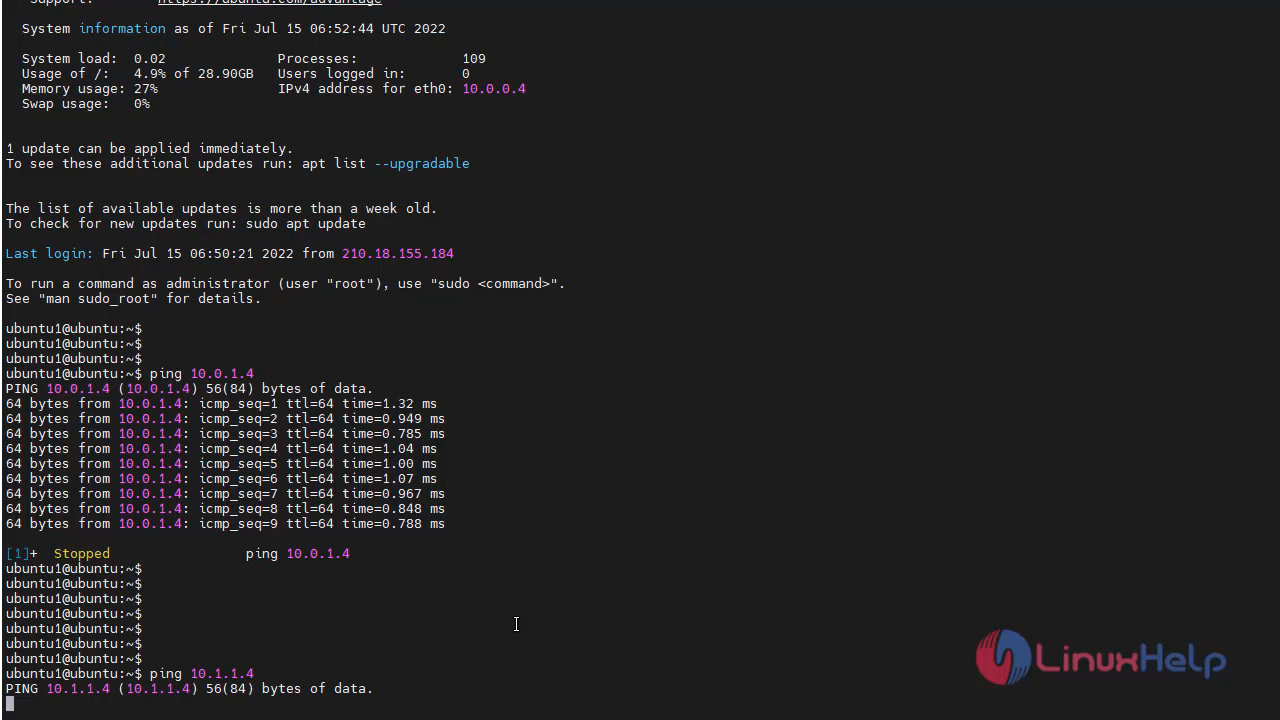 Support: https://ubuntu.com/advantage
System information as of Fri Jul 15 06:52:44 UTC 2022
System load: 0.02 Processes: 109
Usage of /: 4.9% of 28.90GB Users logged in: 0
Memory usage: 27% IPv4 address for eth0: 10.0.0.4
Swap usage: 0%
1 update can be applied immediately.
To see these additional updates run: apt list --upgradable
The list of available updates is more than a week old.
To check for new updates run: sudo apt update
Last login: Fri Jul 15 06:50:21 2022 from 210.18.155.184
To run a command as administrator (user "root"), use "sudo <command>".
See "man sudo_root" for details.
ubuntu1@ubuntu:~$
ubuntu1@ubuntu:~$
ubuntu1@ubuntu:~$
ubuntu1@ubuntu:~$ ping 10.0.1.4
PING 10.0.1.4 (10.0.1.4) 56(84) bytes of data.
64 bytes from 10.0.1.4: icmp_seq=1 ttl=64 time=1.32 ms
64 bytes from 10.0.1.4: icmp_seq=2 ttl=64 time=0.949 ms
64 bytes from 10.0.1.4: icmp_seq=3 ttl=64 time=0.785 ms
64 bytes from 10.0.1.4: icmp_seq=4 ttl=64 time=1.04 ms
64 bytes from 10.0.1.4: icmp_seq=5 ttl=64 time=1.00 ms
64 bytes from 10.0.1.4: icmp_seq=6 ttl=64 time=1.07 ms
64 bytes from 10.0.1.4: icmp_seq=7 ttl=64 time=0.967 ms
64 bytes from 10.0.1.4: icmp_seq=8 ttl=64 time=0.848 ms
64 bytes from 10.0.1.4: icmp_seq=9 ttl=64 time=0.788 ms
[1]+ Stopped ping 10.0.1.4
ubuntu1@ubuntu:~$
ubuntu1@ubuntu:~$
ubuntu1@ubuntu:~$
ubuntu1@ubuntu:~$
ubuntu1@ubuntu:~$
ubuntu1@ubuntu:~$
ubuntu1@ubuntu:~$
ubuntu1@ubuntu:~$ ping 10.1.1.4
PING 10.1.1.4 (10.1.1.4) 56(84) bytes of data.
LinuxHelp